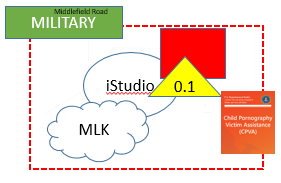 Middlefield Road
MILITARY
iStudio
0.1
MLK
Child Pornography
Victim Assistance
(CPVA)